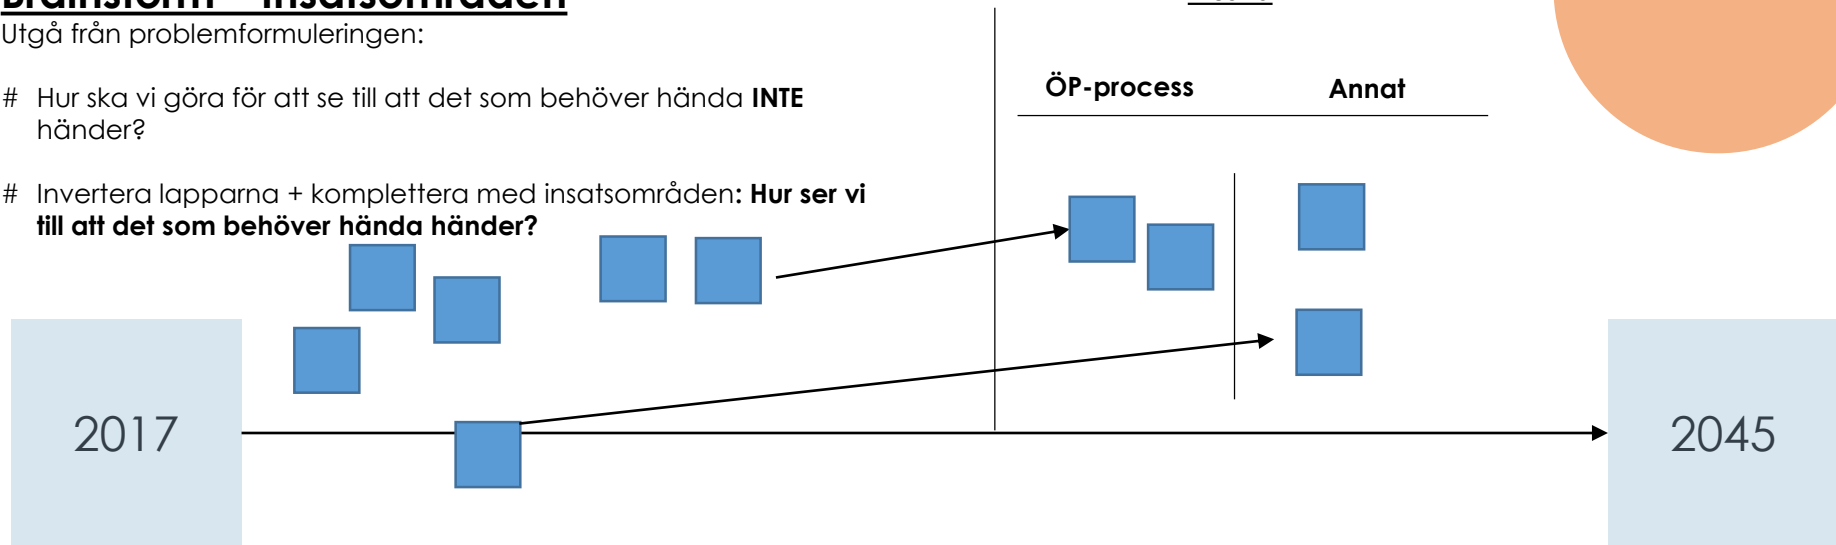 Brainstorm – insatsområden
Utgå från problemformuleringen:
# Hur ska vi göra för att se till att det som behöver hända INTE
händer?
# Invertera lapparna + komplettera med insatsområden: Hur ser vi
till att det som behöver hända händer?
ÖP-process
Annat
2017
2045